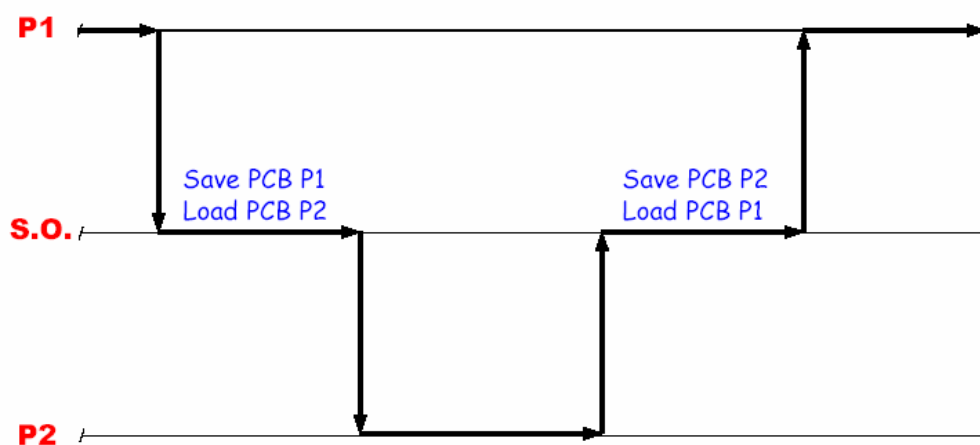 P1
Save PCB P1
Load PCB P2
Save PCB P2
Load PCB P1
S.O.
P2